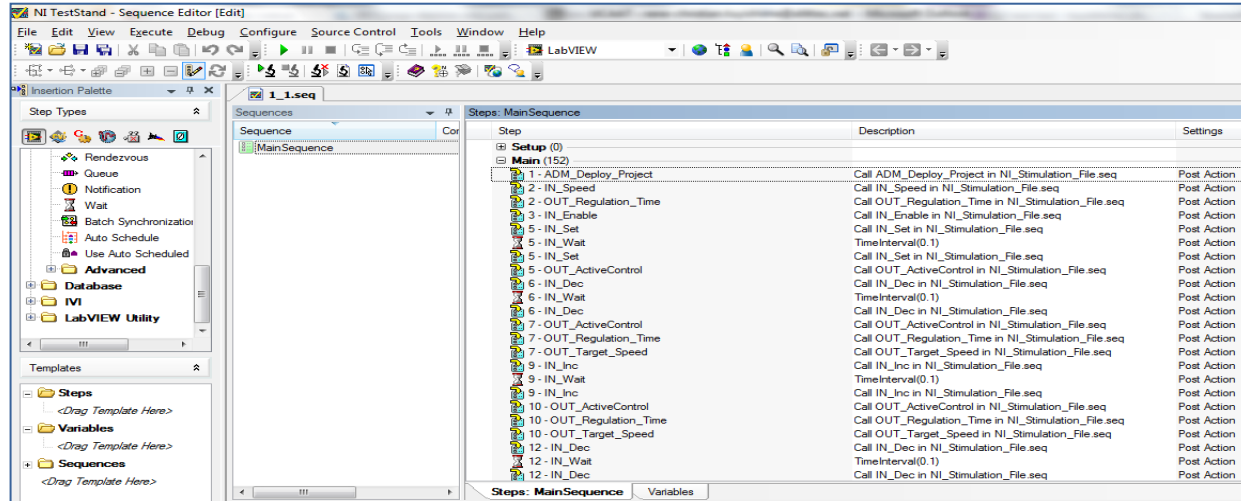 NI TestStand - Sequence Editor [Edit]
File Edit View Execute Debug Configure Source Control Tools Window Help
LabVIEW
Insertion Palette
Step Types
Rendezvous
Queue
Notification
Wait
Batch Synchronization
Auto Schedule
Use Auto Scheduled
Advanced
Database
IVI
LabVIEW Utility
Templates
Steps
<Drag Template Here>
Variables
<Drag Template Here>
Sequences
<Drag Template Here>
1_1.seq
Sequences
Sequence Cor
MainSequence
Steps: MainSequence
Step Description Settings
Setup (0)
Main (152)
1 - ADM_Deploy_Project Call ADM_Deploy_Project in NI_Stimulation_File.seq Post Action
2 - IN_Speed Call IN_Speed in NI_Stimulation_File.seq Post Action
2 - OUT_Regulation_Time Call OUT_Regulation_Time in NI_Stimulation_File.seq Post Action
3 - IN_Enable Call IN_Enable in NI_Stimulation_File.seq Post Action
5 - IN_Set Call IN_Set in NI_Stimulation_File.seq Post Action
5 - IN_Wait TimeInterval(0.1) Post Action
5 - IN_Set Call IN_Set in NI_Stimulation_File.seq Post Action
5 - OUT_ActiveControl Call OUT_ActiveControl in NI_Stimulation_File.seq Post Action
6 - IN_Dec Call IN_Dec in NI_Stimulation_File.seq Post Action
6 - IN_Wait TimeInterval(0.1) Post Action
6 - IN_Dec Call IN_Dec in NI_Stimulation_File.seq Post Action
7 - OUT_ActiveControl Call OUT_ActiveControl in NI_Stimulation_File.seq Post Action
7 - OUT_Regulation_Time Call OUT_Regulation_Time in NI_Stimulation_File.seq Post Action
7 - OUT_Target_Speed Call OUT_Target_Speed in NI_Stimulation_File.seq Post Action
9 - IN_Inc Call IN_Inc in NI_Stimulation_File.seq Post Action
9 - IN_Wait TimeInterval(0.1) Post Action
9 - IN_Inc Call IN_Inc in NI_Stimulation_File.seq Post Action
10 - OUT_ActiveControl Call OUT_ActiveControl in NI_Stimulation_File.seq Post Action
10 - OUT_Regulation_Time Call OUT_Regulation_Time in NI_Stimulation_File.seq Post Action
10 - OUT_Target_Speed Call OUT_Target_Speed in NI_Stimulation_File.seq Post Action
12 - IN_Dec Call IN_Dec in NI_Stimulation_File.seq Post Action
12 - IN_Wait TimeInterval(0.1) Post Action
12 - IN_Dec Call IN_Dec in NI_Stimulation_File.seq Post Action
Steps: MainSequence Variables